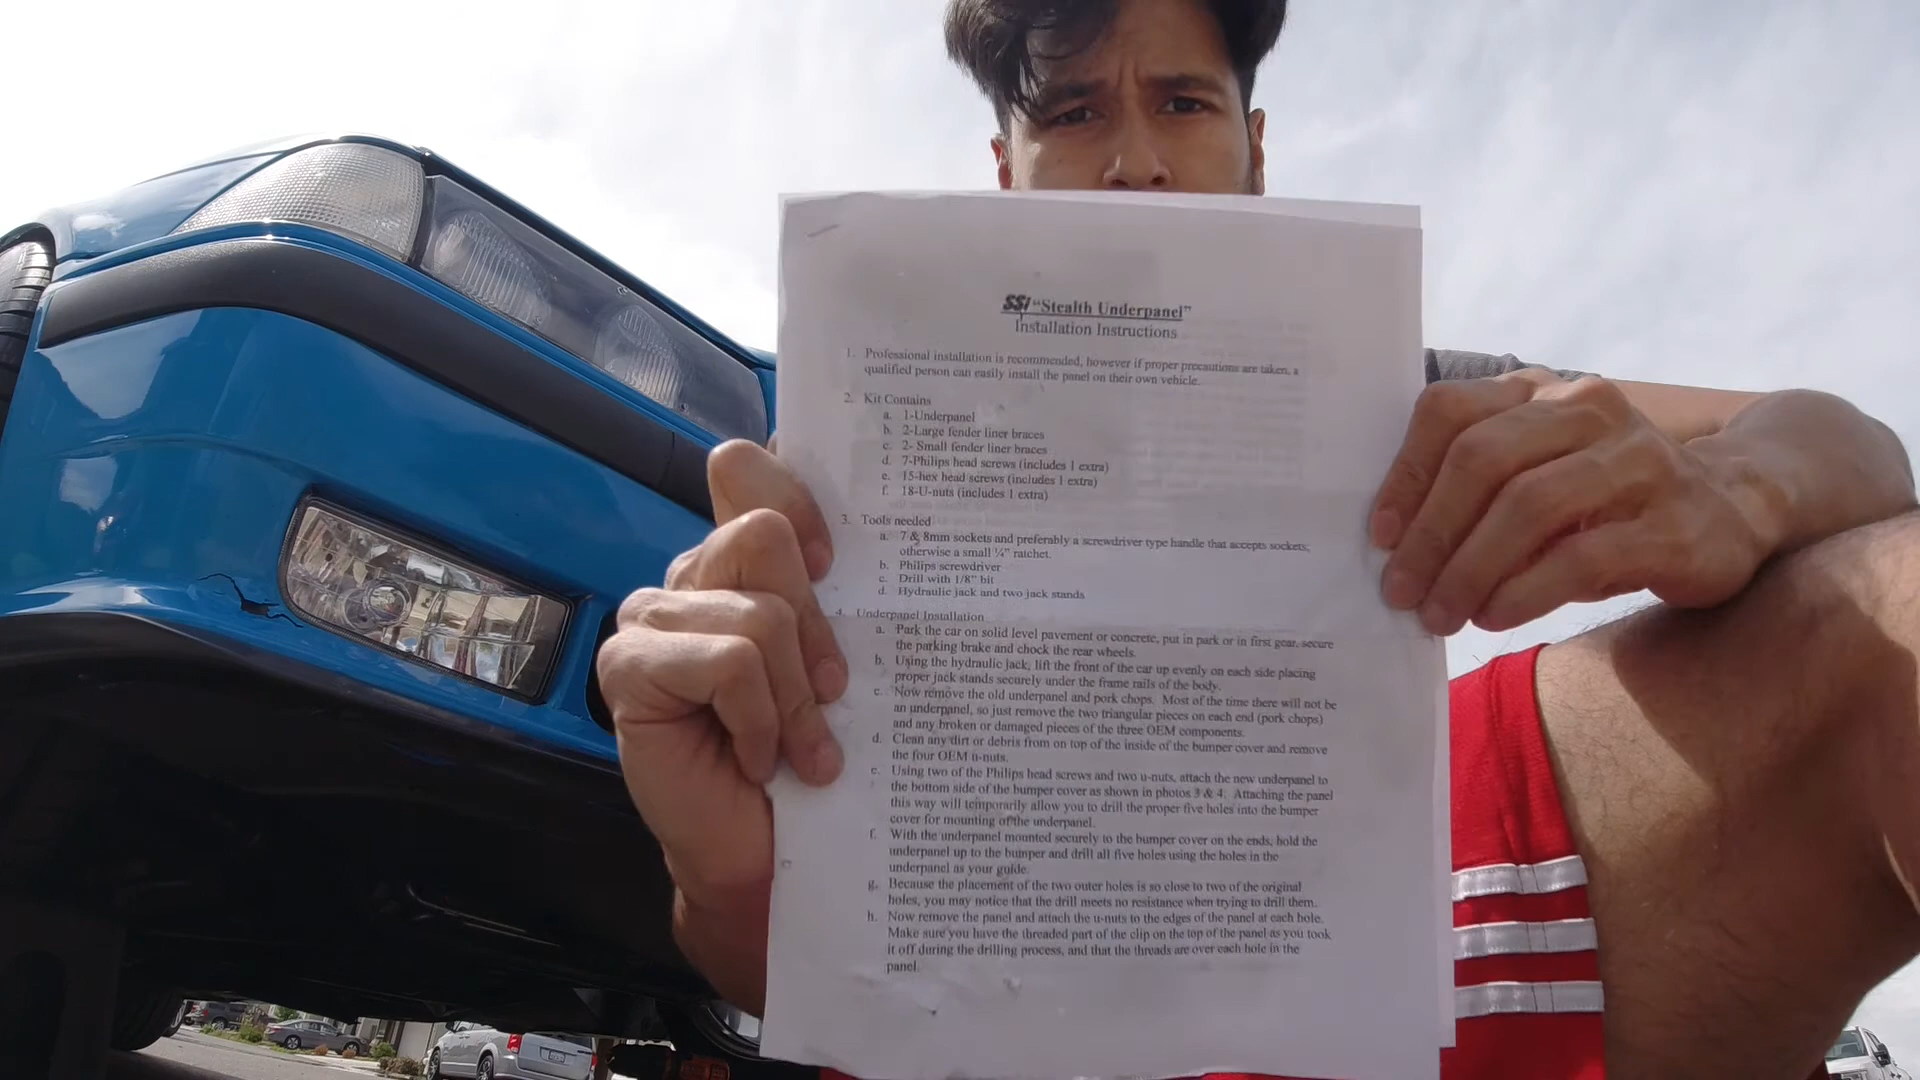 SSI "Stealth Underpanel"
Installation Instructions
1. Professional installation is recommended, however if proper precautions are taken, a
qualified person can easily install the panel on their own vehicle.
2. Kit Contains
a. 1-Underpanel
b. 2-Large fender liner braces
c. 2- Small fender liner braces
d. 7-Philips head screws (includes 1 extra)
e. 15-hex head screws (includes 1 extra)
f. 18-U-nuts (includes 1 extra)
3. Tools needed
a. 7 & 8mm sockets and preferably a screwdriver type handle that accepts sockets;
otherwise a small ¼" ratchet.
b. Philips screwdriver
c. Drill with 1/8" bit
d. Hydraulic jack and two jack stands
4. Underpanel Installation
a. Park the car on solid level pavement or concrete, put in park or in first gear, secure
the parking brake and chock the rear wheels.
b. Using the hydraulic jack, lift the front of the car up evenly on each side placing
proper jack stands securely under the frame rails of the body.
c. Now remove the old underpanel and pork chops. Most of the time there will not be
an underpanel, so just remove the two triangular pieces on each end (pork chops)
and any broken or damaged pieces of the three OEM components.
d. Clean any dirt or debris from on top of the inside of the bumper cover and remove
the four OEM u-nuts.
e. Using two of the Philips head screws and two u-nuts, attach the new underpanel to
the bottom side of the bumper cover as shown in photos 3 & 4. Attaching the panel
this way will temporarily allow you to drill the proper five holes into the bumper
cover for mounting of the underpanel.
f. With the underpanel mounted securely to the bumper cover on the ends, hold the
underpanel up to the bumper and drill all five holes using the holes in the
underpanel as your guide.
g. Because the placement of the two outer holes is so close to two of the original
holes, you may notice that the drill meets no resistance when trying to drill them.
h. Now remove the panel and attach the u-nuts to the edges of the panel at each hole.
Make sure you have the threaded part of the clip on the top of the panel as you took
it off during the drilling process, and that the threads are over each hole in the
panel.